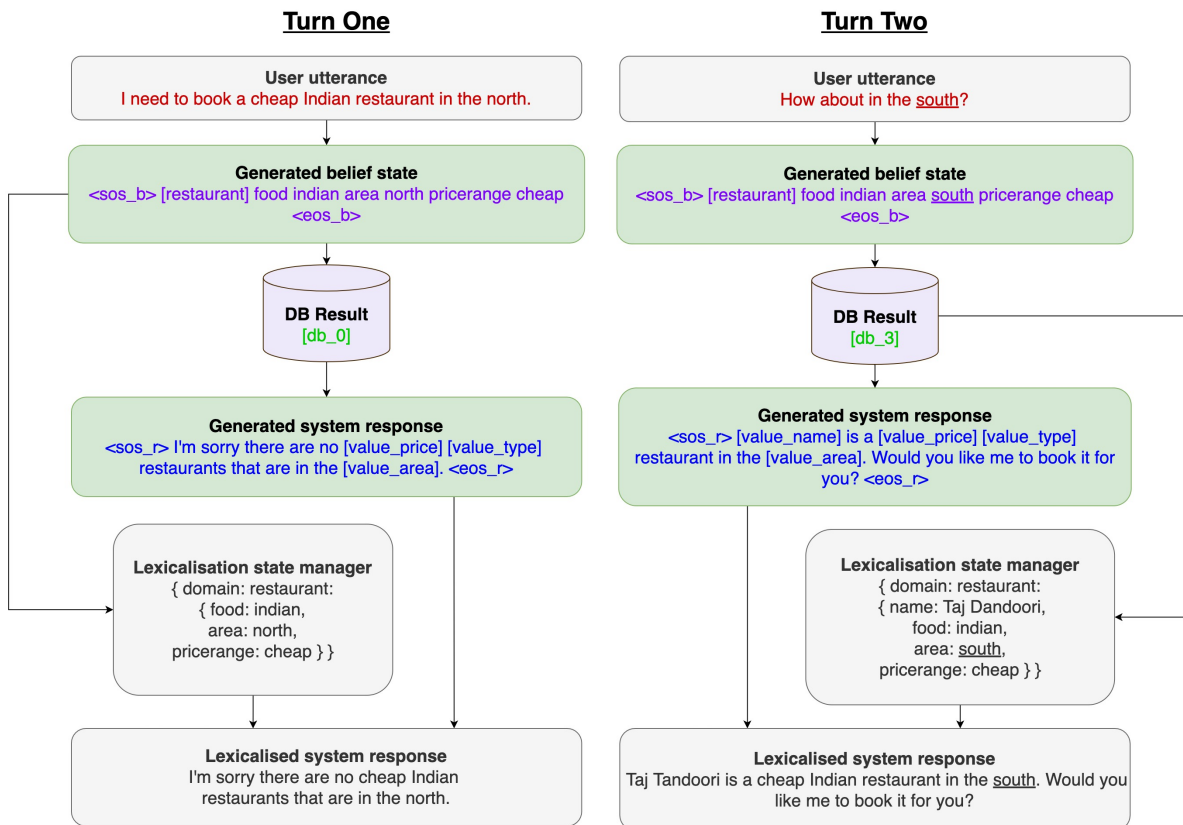 Turn One
User utterance
I need to book a cheap Indian restaurant in the north.
Generated belief state
<sos_b> [restaurant] food indian area north pricerange cheap
<eos_b>
DB Result
[db_0]
Generated system response
<sos_r> I'm sorry there are no [value_price] [value_type]
restaurants that are in the [value_area]. <eos_r>
Lexicalisation state manager
{ domain: restaurant:
{ food: indian,
area: north,
pricerange: cheap } }
Lexicalised system response
I'm sorry there are no cheap Indian
restaurants that are in the north.
Turn Two
User utterance
How about in the south?
Generated belief state
<sos_b> [restaurant] food indian area south pricerange cheap
<eos_b>
DB Result
[db_3]
Generated system response
<sos_r> [value_name] is a [value_price] [value_type]
restaurant in the [value_area]. Would you like me to book it for
you? <eos_r>
Lexicalisation state manager
{ domain: restaurant:
{ name: Taj Dandoori,
food: indian,
area: south,
pricerange: cheap } }
Lexicalised system response
Taj Tandoori is a cheap Indian restaurant in the south. Would you
like me to book it for you?